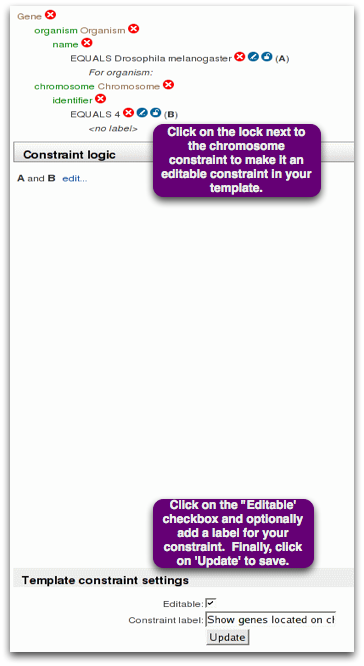 Gene
organism Organism
name
EQUALS Drosophila melanogaster (A)
For organism:
chromosome Chromosome
identifier
EQUALS 4 (B)
<no label>
Click on the lock next to
the chromosome
constraint to make it an
editable constraint in your
template.
Constraint logic
A and B edit...
Click on the "Editable'
checkbox and optionally
add a label for your
constraint. Finally, click
on 'Update' to save.
Template constraint settings
Editable:
Constraint label: Show genes located on cl
Update